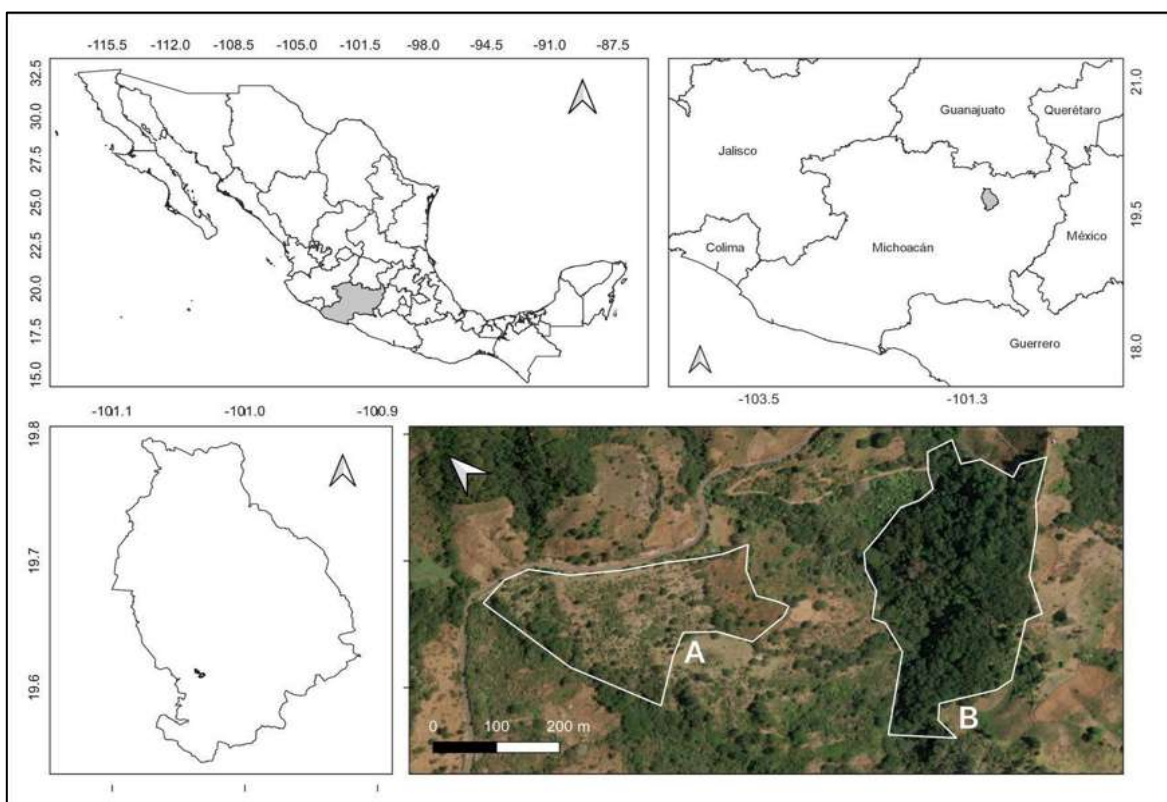 -115.5 -112.0 -108.5 -105.0 -101.5 -98.0 -94.5 -91.0 -87.5
32.5
30.0
27.5
25.0
22.5
20.0
17.5
15.0
Guanajuato
Querétaro
Jalisco
Colima
Michoacán
México
Guerrero
21.0
19.5
18.0
-103.5 -101.3
-101.1 -101.0 -100.9
19.8
19.7
19.6
A
B
0 100 200 m